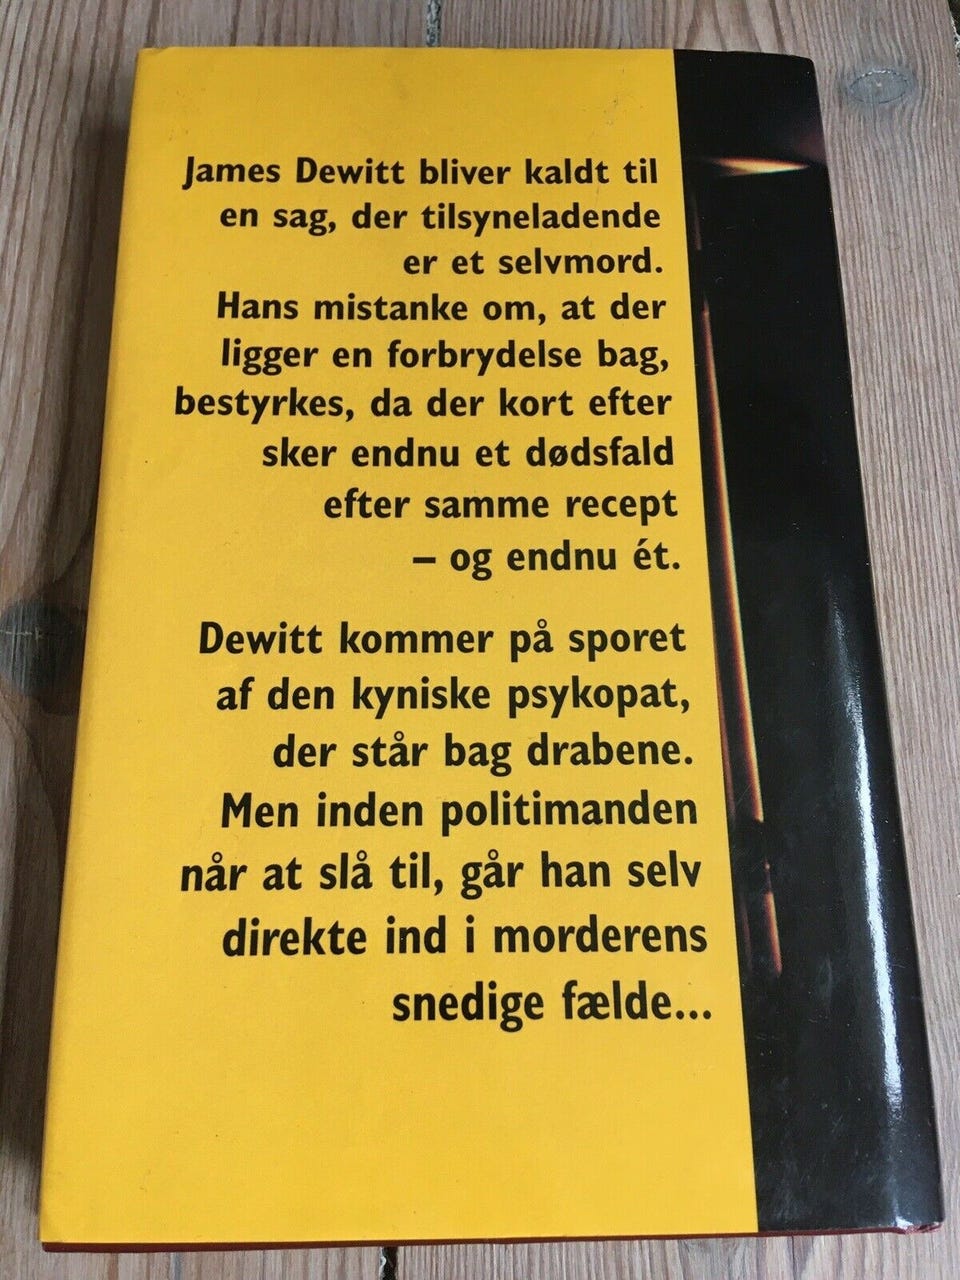 James Dewitt bliver kaldt til
en sag, der tilsyneladende
er et selvmord.
Hans mistanke om, at der
ligger en forbrydelse bag,
bestyrkes, da der kort efter
sker endnu et dødsfald
efter samme recept
– og endnu ét.
Dewitt kommer på sporet
af den kyniske psykopat,
der står bag drabene.
Men inden politimanden
når at slå til, går han selv
direkte ind i morderens
snedige fælde...